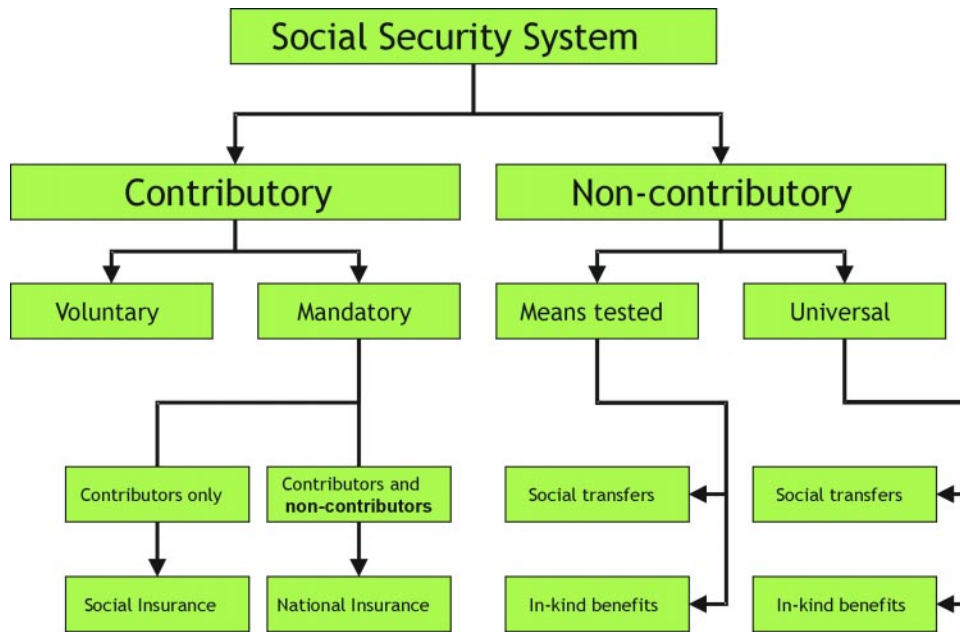 Social Security System
Contributory
Non-contributory
Voluntary
Mandatory
Means tested
Universal
Contributors only
Contributors and
non-contributors
Social transfers
Social transfers
Social Insurance
National Insurance
In-kind benefits
In-kind benefits